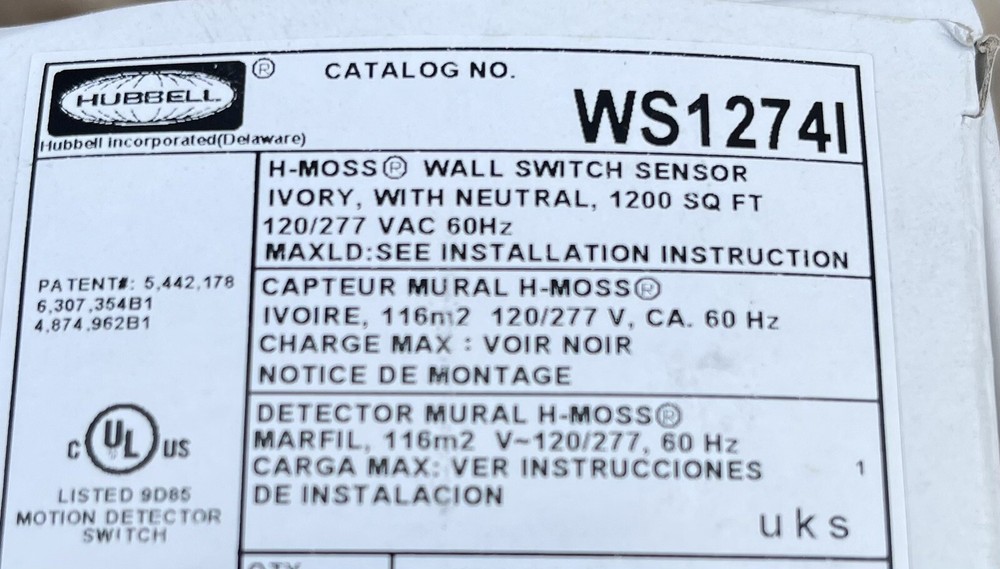 HUBBELL® CATALOG NO.
WS1274I
Hubbell Incorporated(Delaware)
H-MOSS® WALL SWITCH SENSOR
IVORY, WITH NEUTRAL, 1200 SQ FT
120/277 VAC 60Hz
MAXLD:SEE INSTALLATION INSTRUCTION
PATENT#: 5,442,178
6,307,354B1
4,874,962B1
CAPTEUR MURAL H-MOSS®
IVOIRE, 116m2 120/277 V, CA. 60 Hz
CHARGE MAX : VOIR NOIR
NOTICE DE MONTAGE
DETECTOR MURAL H-MOSS®
MARFIL, 116m2 V~120/277, 60 Hz
CARGA MAX: VER INSTRUCCIONES
DE INSTALACION
1
uks
C UL US
LISTED 9D85
MOTION DETECTOR
SWITCH
QTY